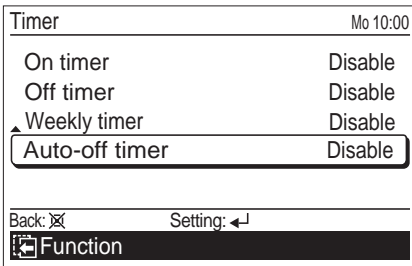 Timer Mo 10:00
On timer Disable
Off timer Disable
Weekly timer Disable
Auto-off timer Disable
Back: Setting:
Function